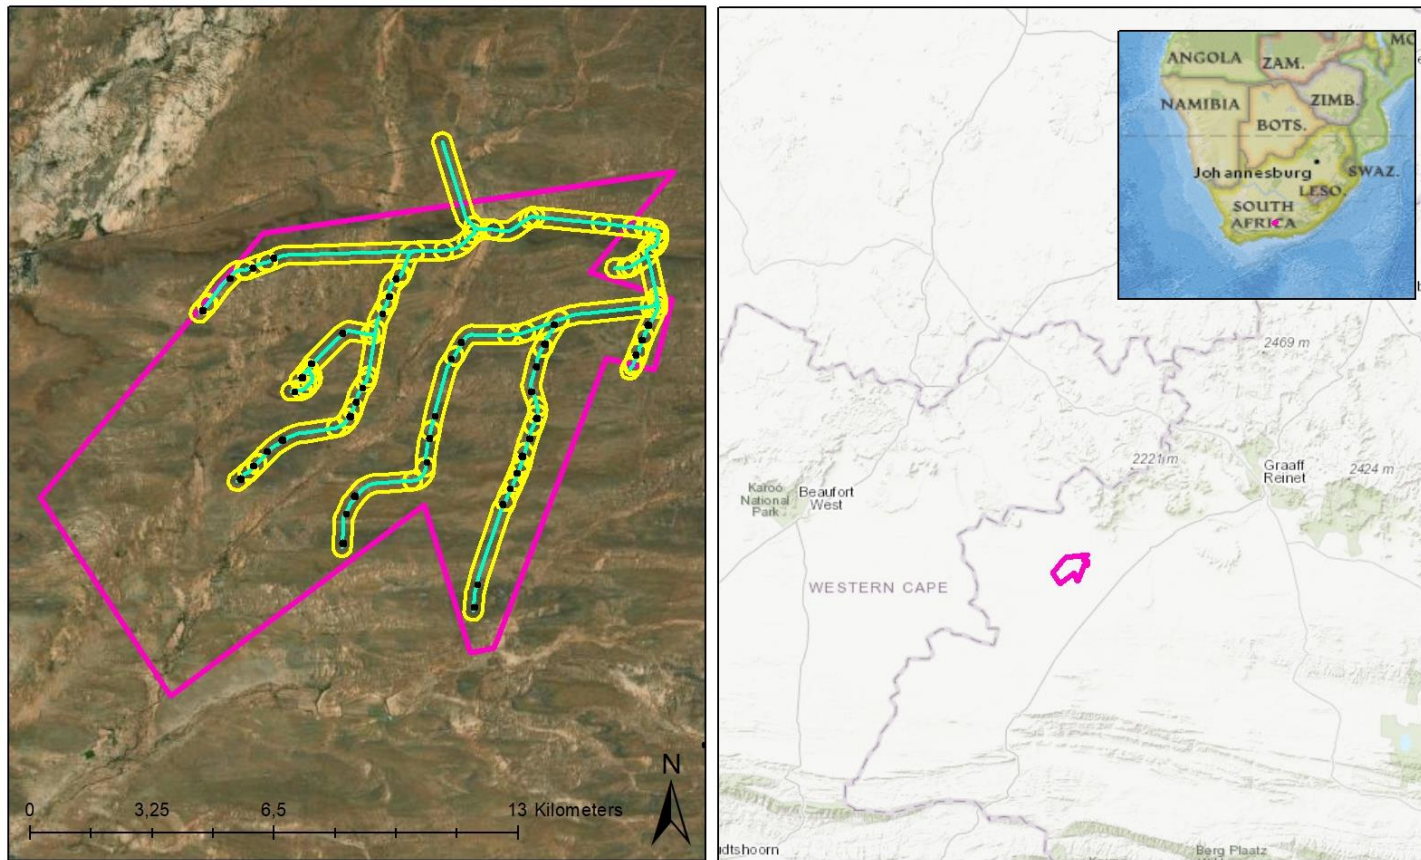 N
0
3,25
6,5
13 Kilometers
ANGOLA
ZAM.
NAMIBIA
ZIMB.
BOTS.
Johannesburg
SWAZ.
LESO.
SOUTH
AFRICA
2469 m
2221 m
Graaff
Reinet
2424 m
Karoo
National
Park
Beaufort
West
WESTERN CAPE
udtshoorn
Berg Plaatz